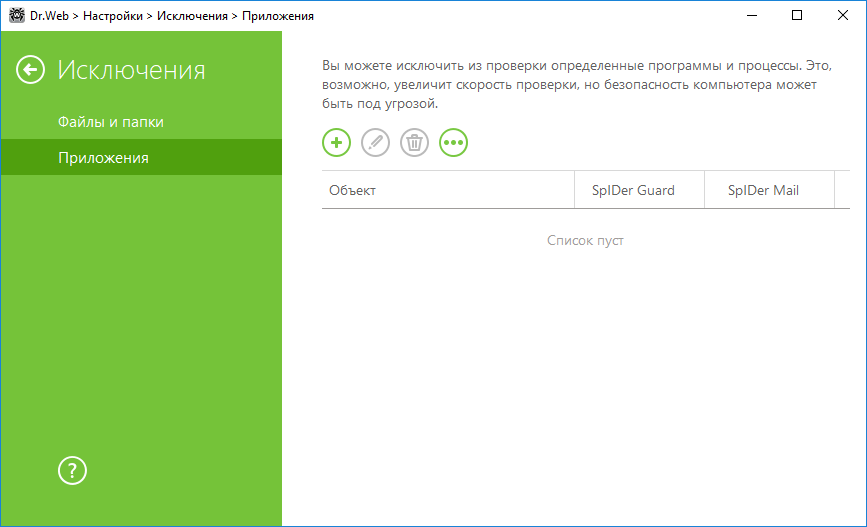 Dr.Web > Настройки > Исключения > Приложения
Исключения
Файлы и папки
Приложения
?
Вы можете исключить из проверки определенные программы и процессы. Это,
возможно, увеличит скорость проверки, но безопасность компьютера может
быть под угрозой.
Объект SpIDer Guard SpIDer Mail
Список пуст